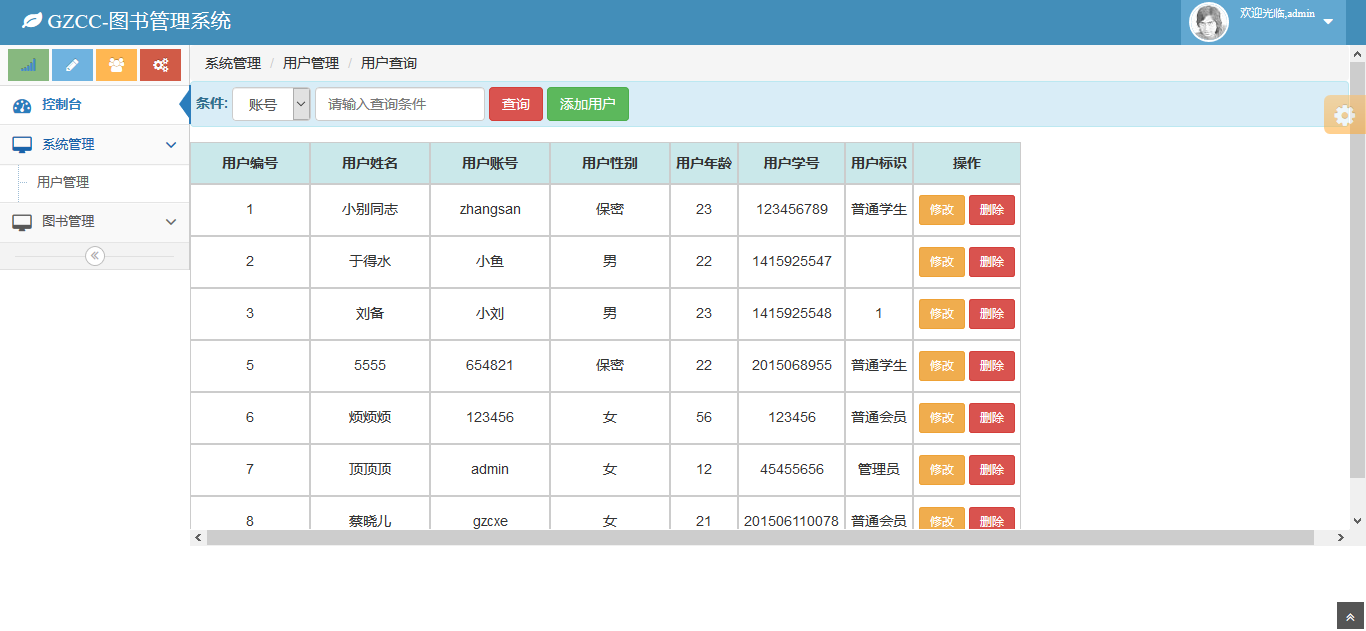 GZCC-图书管理系统
欢迎光临,admin
系统管理 / 用户管理 / 用户查询
控制台
系统管理
用户管理
图书管理
条件: 账号 请输入查询条件 查询 添加用户
用户编号 用户姓名 用户账号 用户性别 用户年龄 用户学号 用户标识 操作
1 小别同志 zhangsan 保密 23 123456789 普通学生 修改 删除
2 于得水 小鱼 男 22 1415925547 修改 删除
3 刘备 小刘 男 23 1415925548 1 修改 删除
5 5555 654821 保密 22 2015068955 普通学生 修改 删除
6 烦烦烦 123456 女 56 123456 普通会员 修改 删除
7 顶顶顶 admin 女 12 45455656 管理员 修改 删除
8 蔡晓儿 gzcxe 女 21 201506110078 普通会员 修改 删除